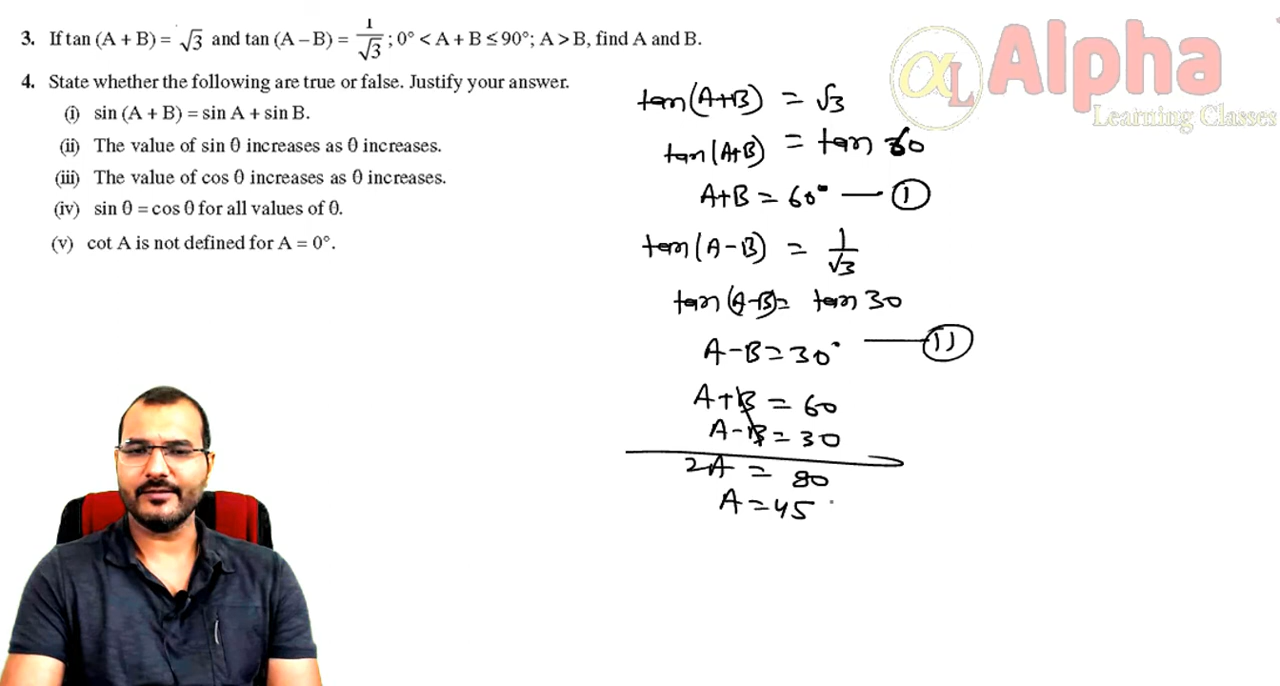 3. If tan (A + B) = √3 and tan (A – B) = 1/√3 ; 0° < A + B ≤ 90°; A > B, find A and B.
4. State whether the following are true or false. Justify your answer.
(i) sin (A + B) = sin A + sin B.
(ii) The value of sin θ increases as θ increases.
(iii) The value of cos θ increases as θ increases.
(iv) sin θ = cos θ for all values of θ.
(v) cot A is not defined for A = 0°.
αL Alpha
Learning Classes
tan(A+B) = √3
tan(A+B) = tan 60
A+B = 60° — (1)
tan(A-B) = 1/√3
tan(A-B) = tan 30
A-B = 30° — (11)
A+B = 60
A-B = 30
2A = 80
A = 45